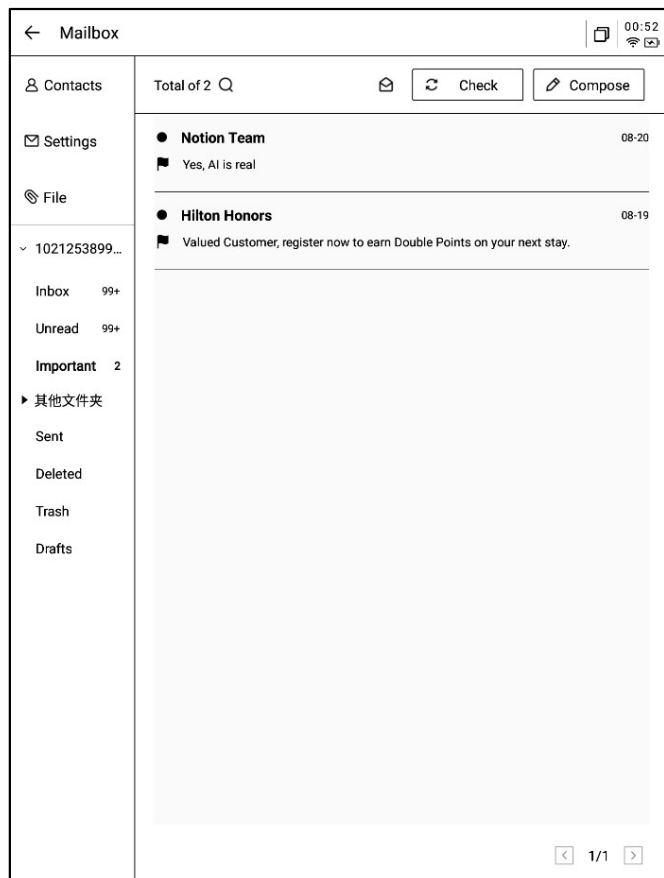 Mailbox
00:52
Contacts
Settings
File
1021253899...
Inbox 99+
Unread 99+
Important 2
其他文件夹
Sent
Deleted
Trash
Drafts
Total of 2
Check
Compose
Notion Team 08-20
Yes, AI is real
Hilton Honors 08-19
Valued Customer, register now to earn Double Points on your next stay.
1/1